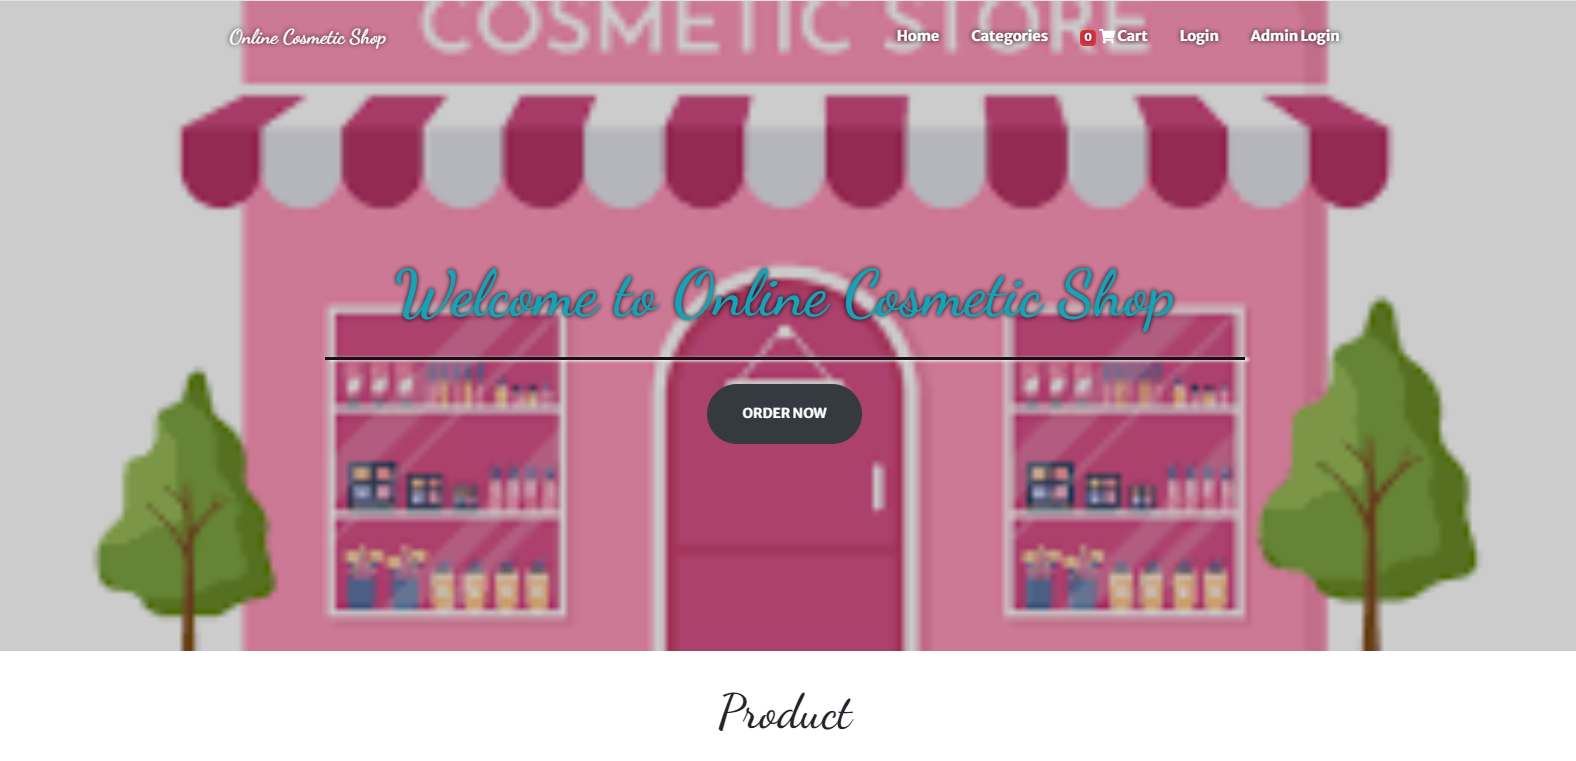 COSMETIC STORE
Online Cosmetic Shop
Home Categories 0 Cart Login Admin Login
Welcome to Online Cosmetic Shop
ORDER NOW
Product